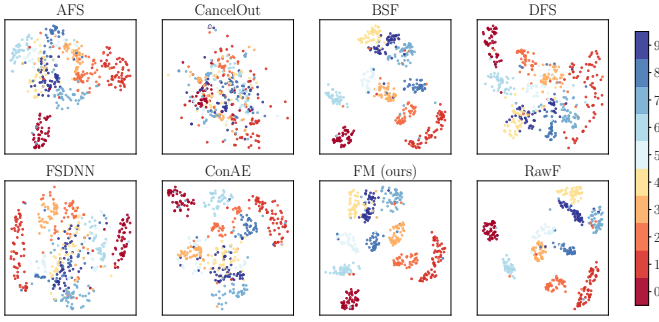 AFS
CancelOut
BSF
DFS
FSDNN
ConAE
FM (ours)
RawF
9
8
7
6
5
4
3
2
1
0